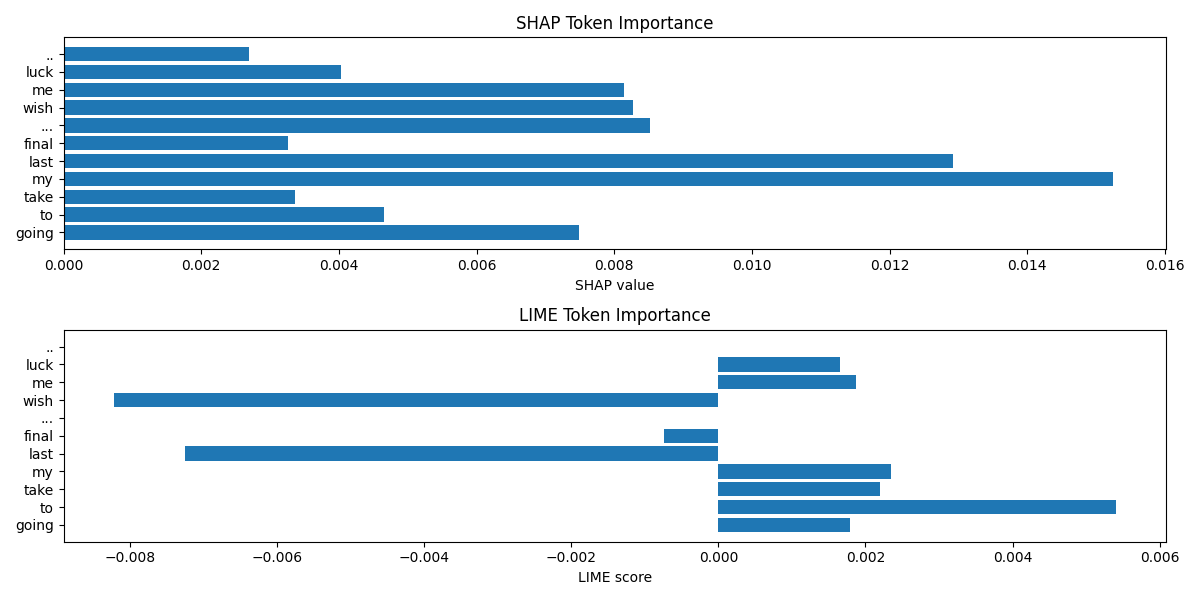 SHAP Token Importance
..
luck
me
wish
...
final
last
my
take
to
going
0.000 0.002 0.004 0.006 0.008 0.010 0.012 0.014 0.016
SHAP value
LIME Token Importance
..
luck
me
wish
...
final
last
my
take
to
going
−0.008 −0.006 −0.004 −0.002 0.000 0.002 0.004 0.006
LIME score